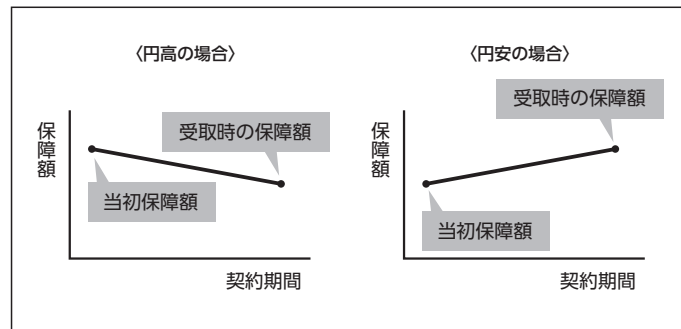 〈円高の場合〉
保障額
受取時の保障額
当初保障額
契約期間
〈円安の場合〉
保障額
受取時の保障額
当初保障額
契約期間